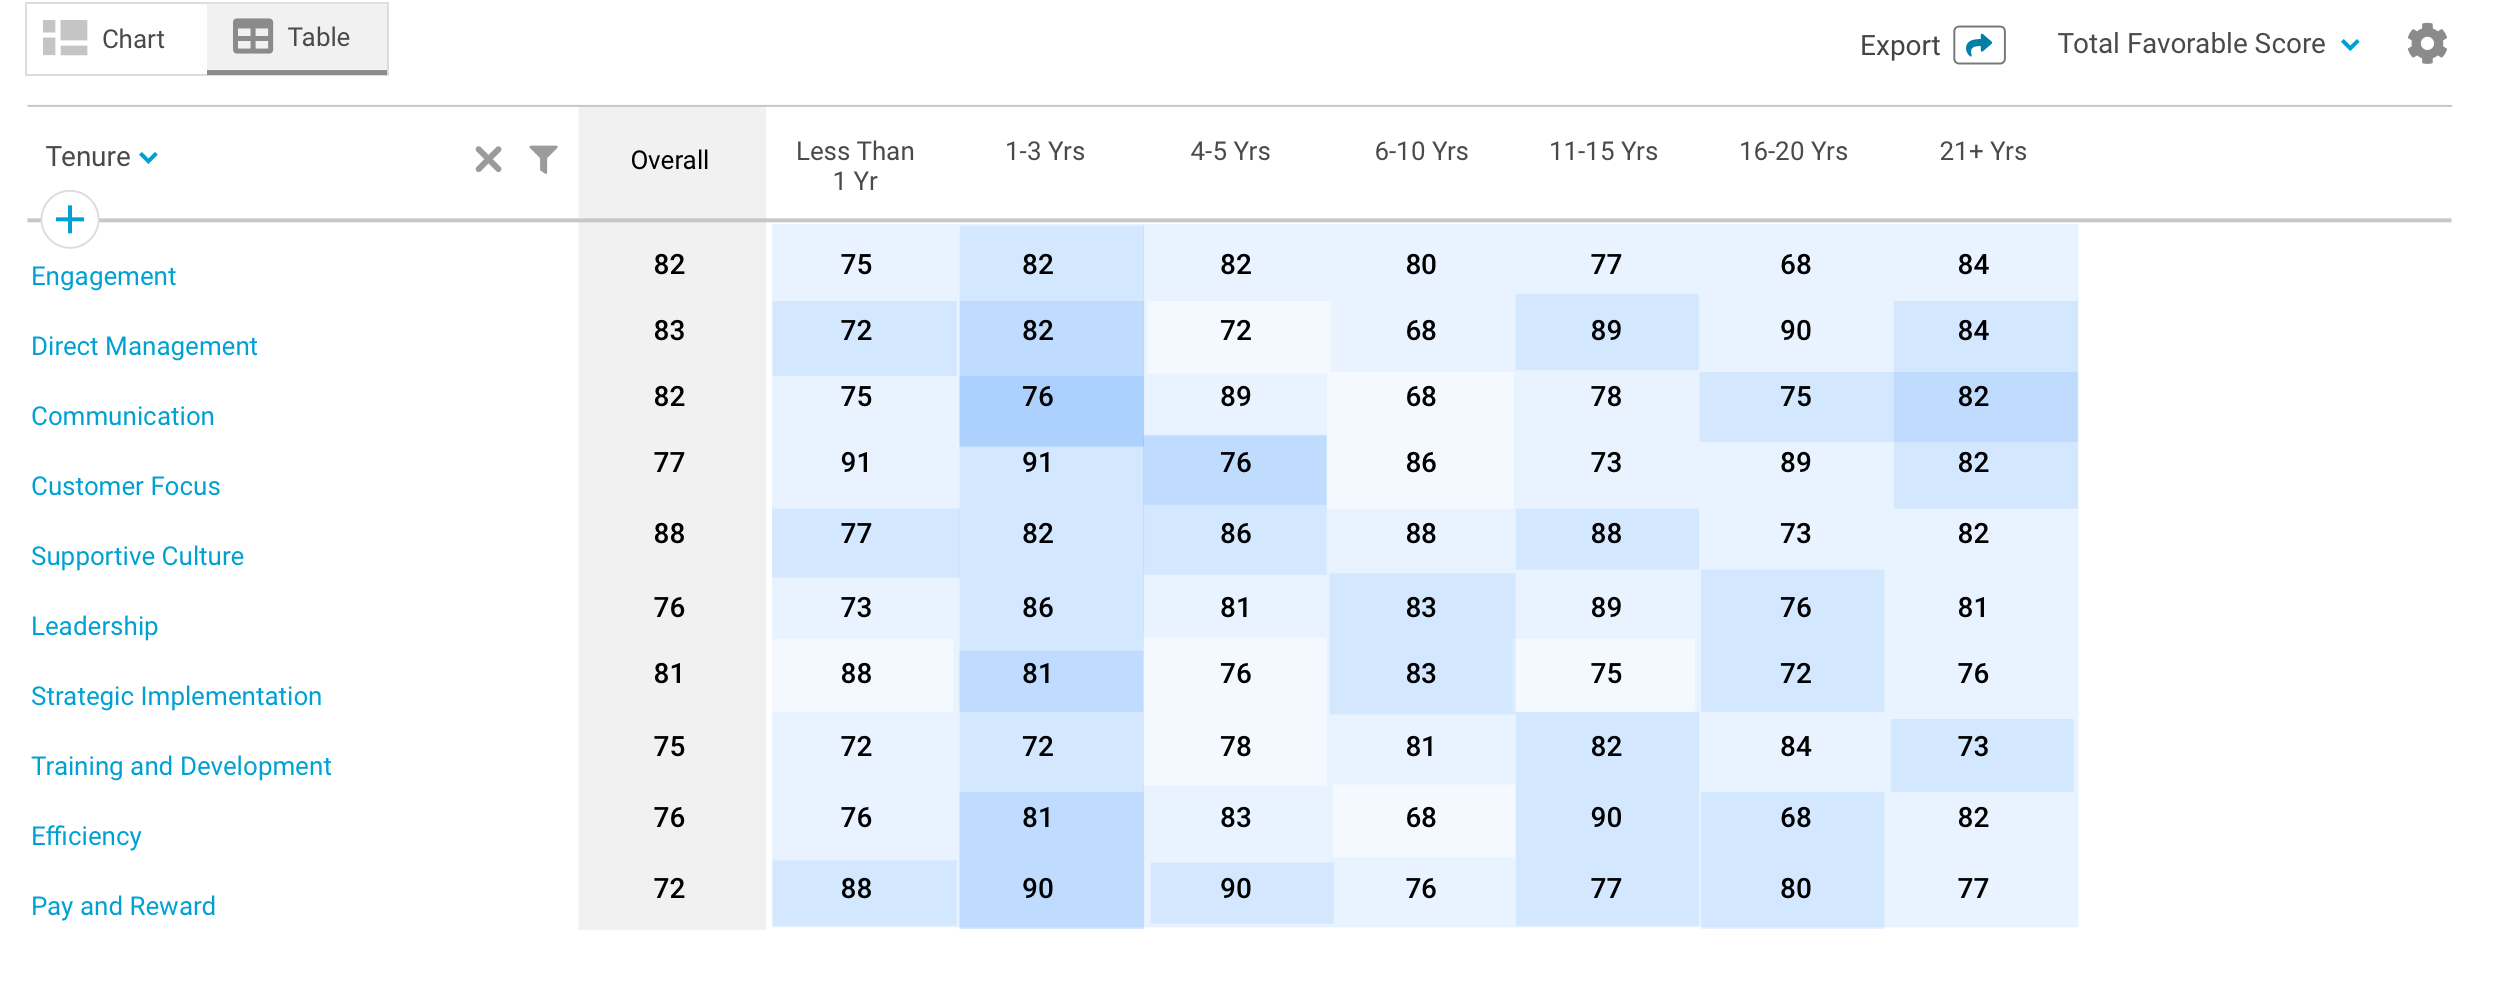 Chart Table Export Total Favorable Score
Tenure Overall Less Than 1 Yr 1-3 Yrs 4-5 Yrs 6-10 Yrs 11-15 Yrs 16-20 Yrs 21+ Yrs
Engagement 82 75 82 82 80 77 68 84
Direct Management 83 72 82 72 68 89 90 84
Communication 82 75 76 89 68 78 75 82
Customer Focus 77 91 91 76 86 73 89 82
Supportive Culture 88 77 82 86 88 88 73 82
Leadership 76 73 86 81 83 89 76 81
Strategic Implementation 81 88 81 76 83 75 72 76
Training and Development 75 72 72 78 81 82 84 73
Efficiency 76 76 81 83 68 90 68 82
Pay and Reward 72 88 90 90 76 77 80 77